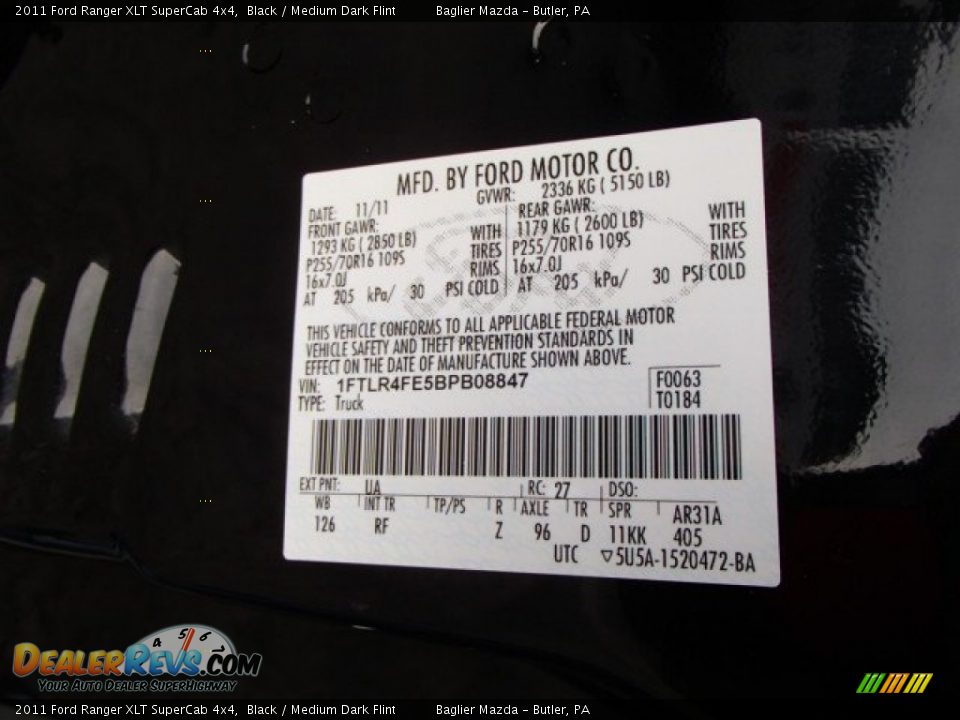 2011 Ford Ranger XLT SuperCab 4x4, Black / Medium Dark Flint Baglier Mazda - Butler, PA
MFD. BY FORD MOTOR CO.
DATE: 11/11 GVWR: 2336 KG ( 5150 LB)
FRONT GAWR: REAR GAWR:
1293 KG ( 2850 LB) WITH 1179 KG ( 2600 LB) WITH
P255/70R16 109S TIRES P255/70R16 109S TIRES
16x7.0J RIMS 16x7.0J RIMS
AT 205 kPa/ 30 PSI COLD AT 205 kPa/ 30 PSI COLD
THIS VEHICLE CONFORMS TO ALL APPLICABLE FEDERAL MOTOR
VEHICLE SAFETY AND THEFT PREVENTION STANDARDS IN
EFFECT ON THE DATE OF MANUFACTURE SHOWN ABOVE.
VIN: 1FTLR4FE5BPB08847 F0063
TYPE: Truck T0184
EXT PNT: UA RC: 27 DSO:
WB INT TR TP/PS R AXLE TR SPR AR31A
126 RF Z 96 D 11KK 405
UTC ▽5U5A-1520472-BA
4 5 6
DEALERREVS.COM
YOUR AUTO DEALER SUPERHIGHWAY
2011 Ford Ranger XLT SuperCab 4x4, Black / Medium Dark Flint Baglier Mazda - Butler, PA